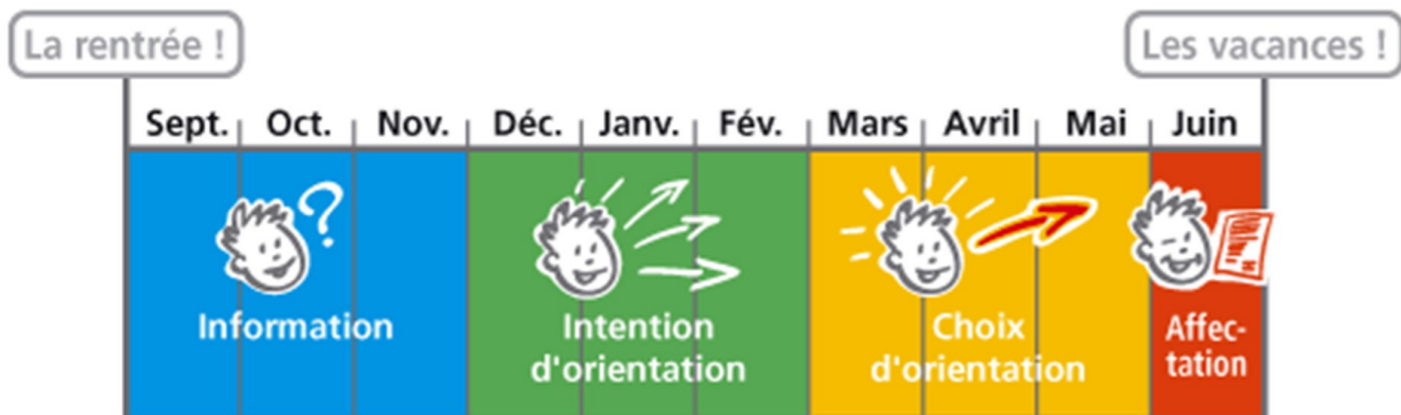 La rentrée !
Les vacances !
Sept. Oct. Nov. Déc. Janv. Fév. Mars Avril Mai Juin
?
Information
Intention
d'orientation
Choix
d'orientation
Affec-
tation